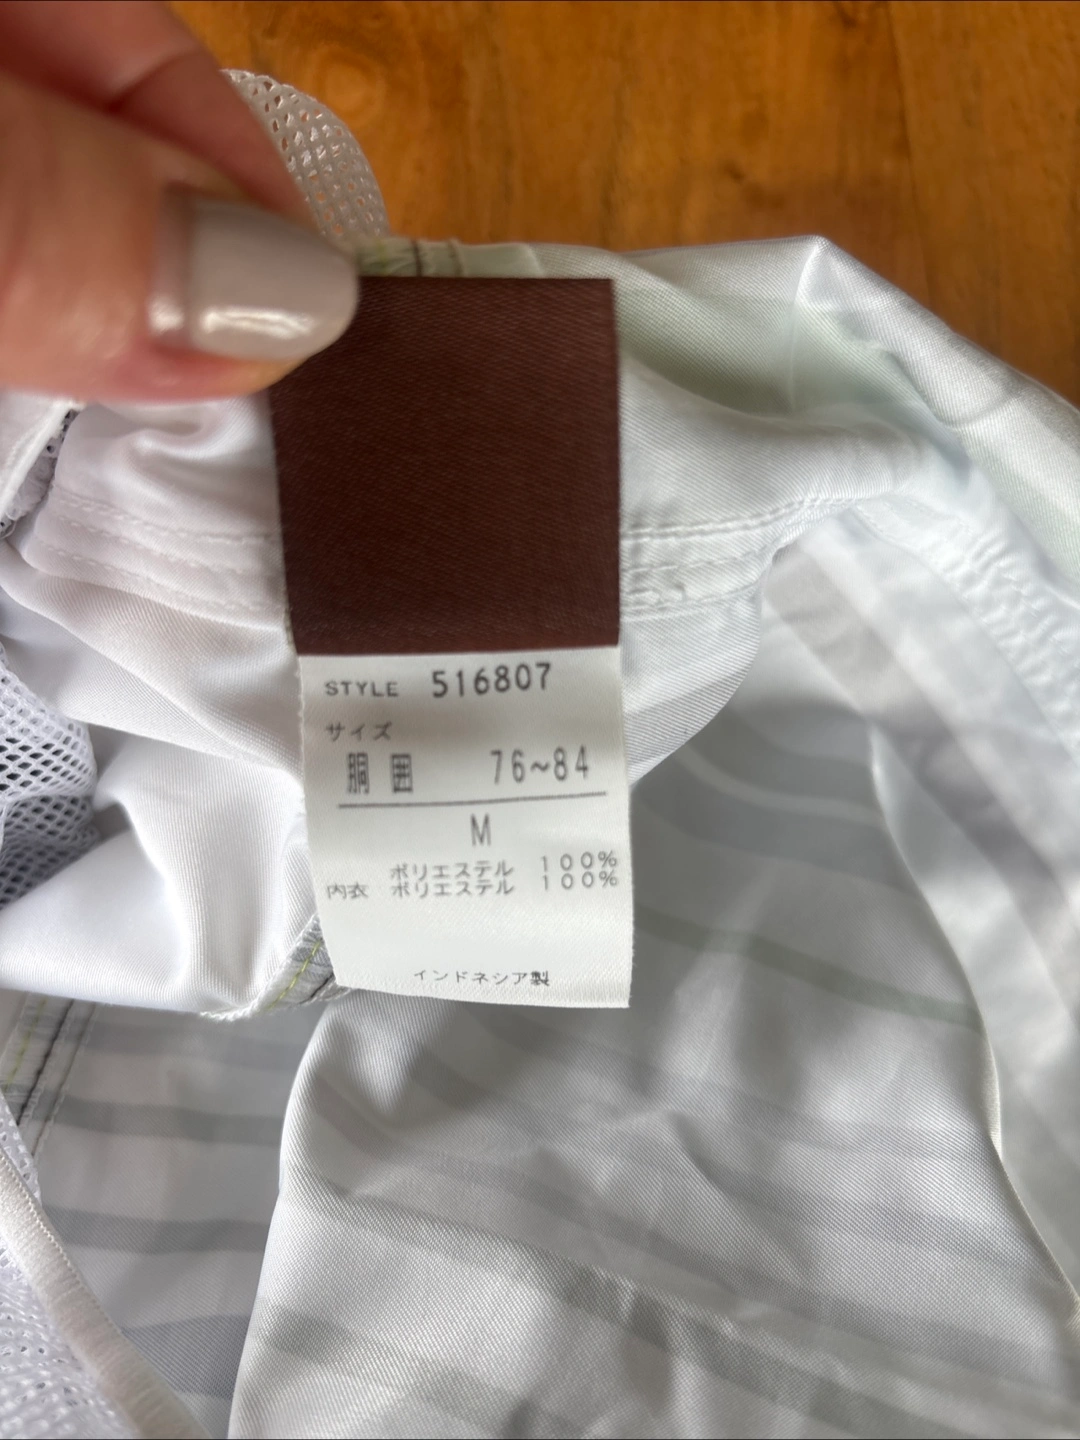 STYLE 516807
サイズ
胴囲 76~84
M
ポリエステル 100%
内衣 ポリエステル 100%
インドネシア製